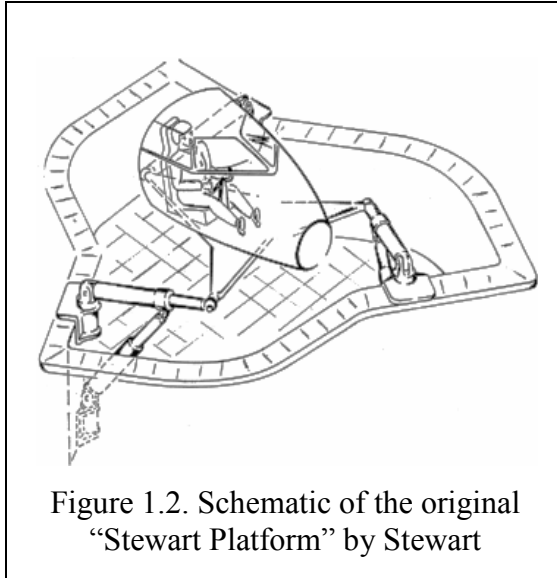 Figure 1.2. Schematic of the original
“Stewart Platform” by Stewart